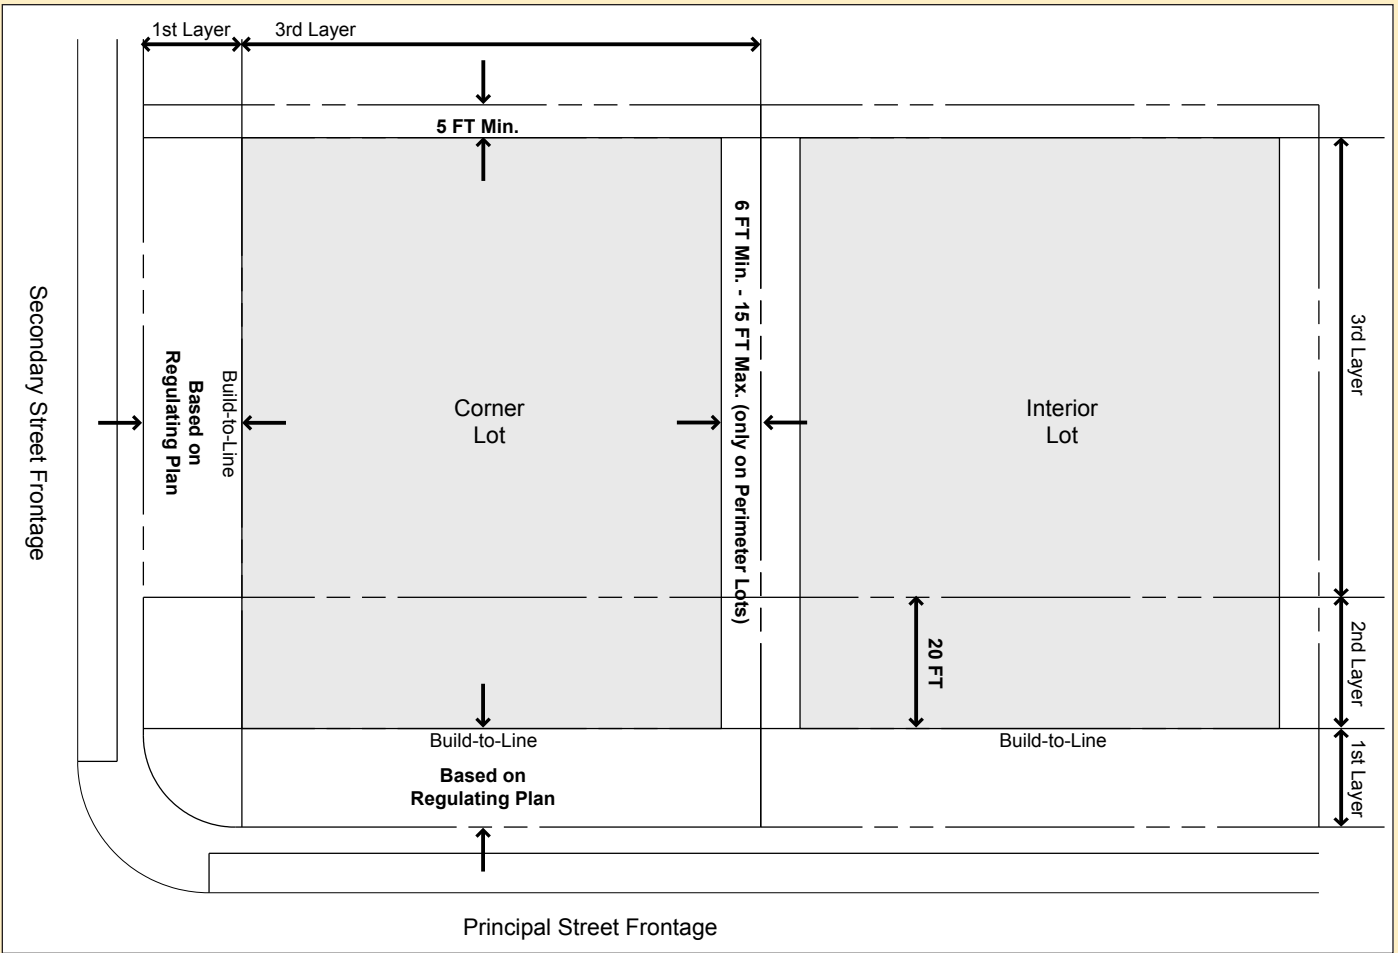 1st Layer
3rd Layer
5 FT Min.
6 FT Min. - 15 FT Max. (only on Perimeter Lots)
Secondary Street Frontage
Based on
Regulating Plan
Build-to-Line
Corner
Lot
Interior
Lot
3rd Layer
20 FT
2nd Layer
Build-to-Line
Based on
Regulating Plan
Build-to-Line
1st Layer
Principal Street Frontage